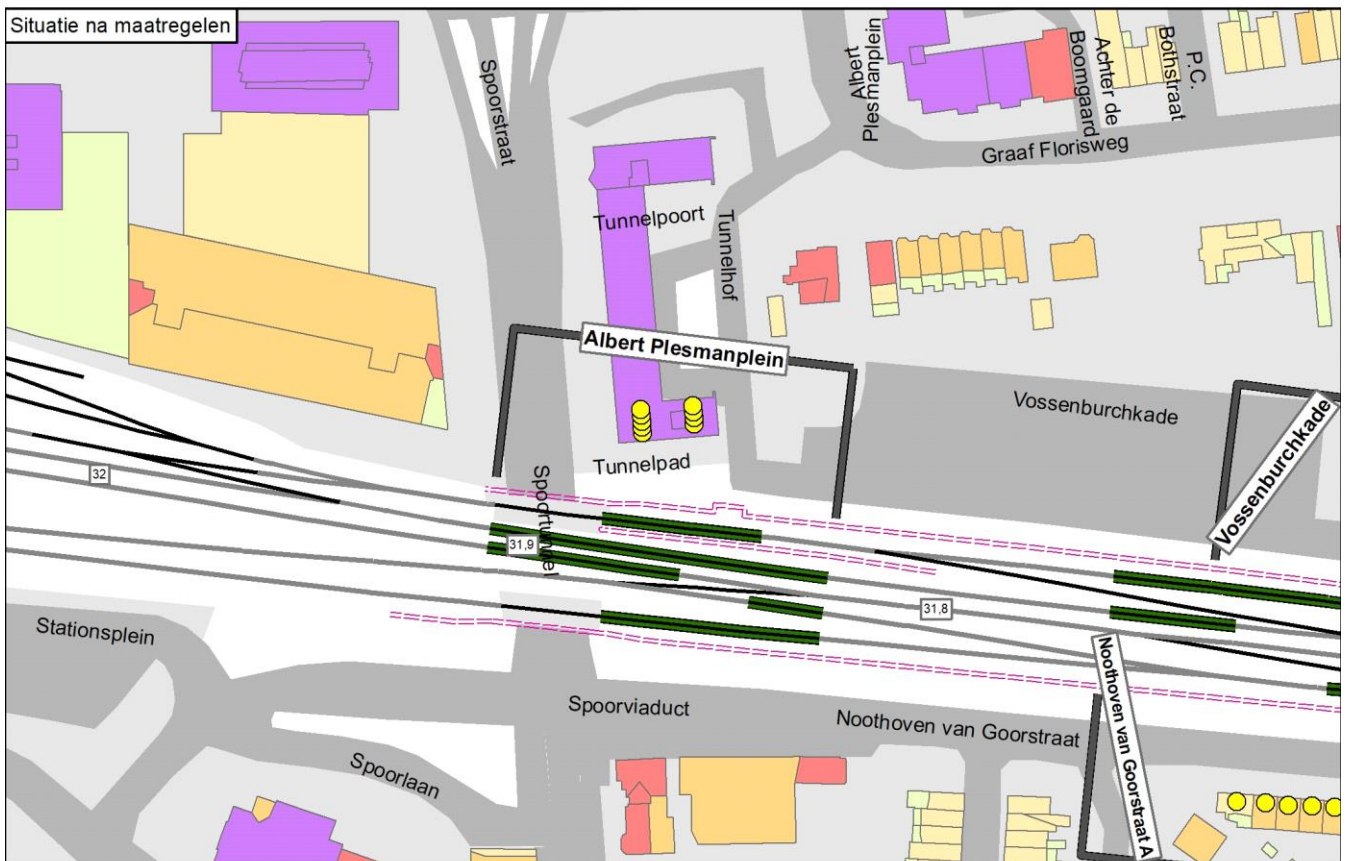 Situatie na maatregelen
Spoorstraat
Albert
Plesmanplein
Boomgaard
Achter de
Bothstraat
P.C.
Graaf Florisweg
Tunnelpoort
Tunnelhof
Albert Plesmanplein
Vossenburchkade
Vossenburchkade
Tunnelpad
Spoortunnel
32
31,9
31,8
Stationsplein
Spoorviaduct
Noothoven van Goorstraat
Noothoven van Goorstraat A
Spoorlaan